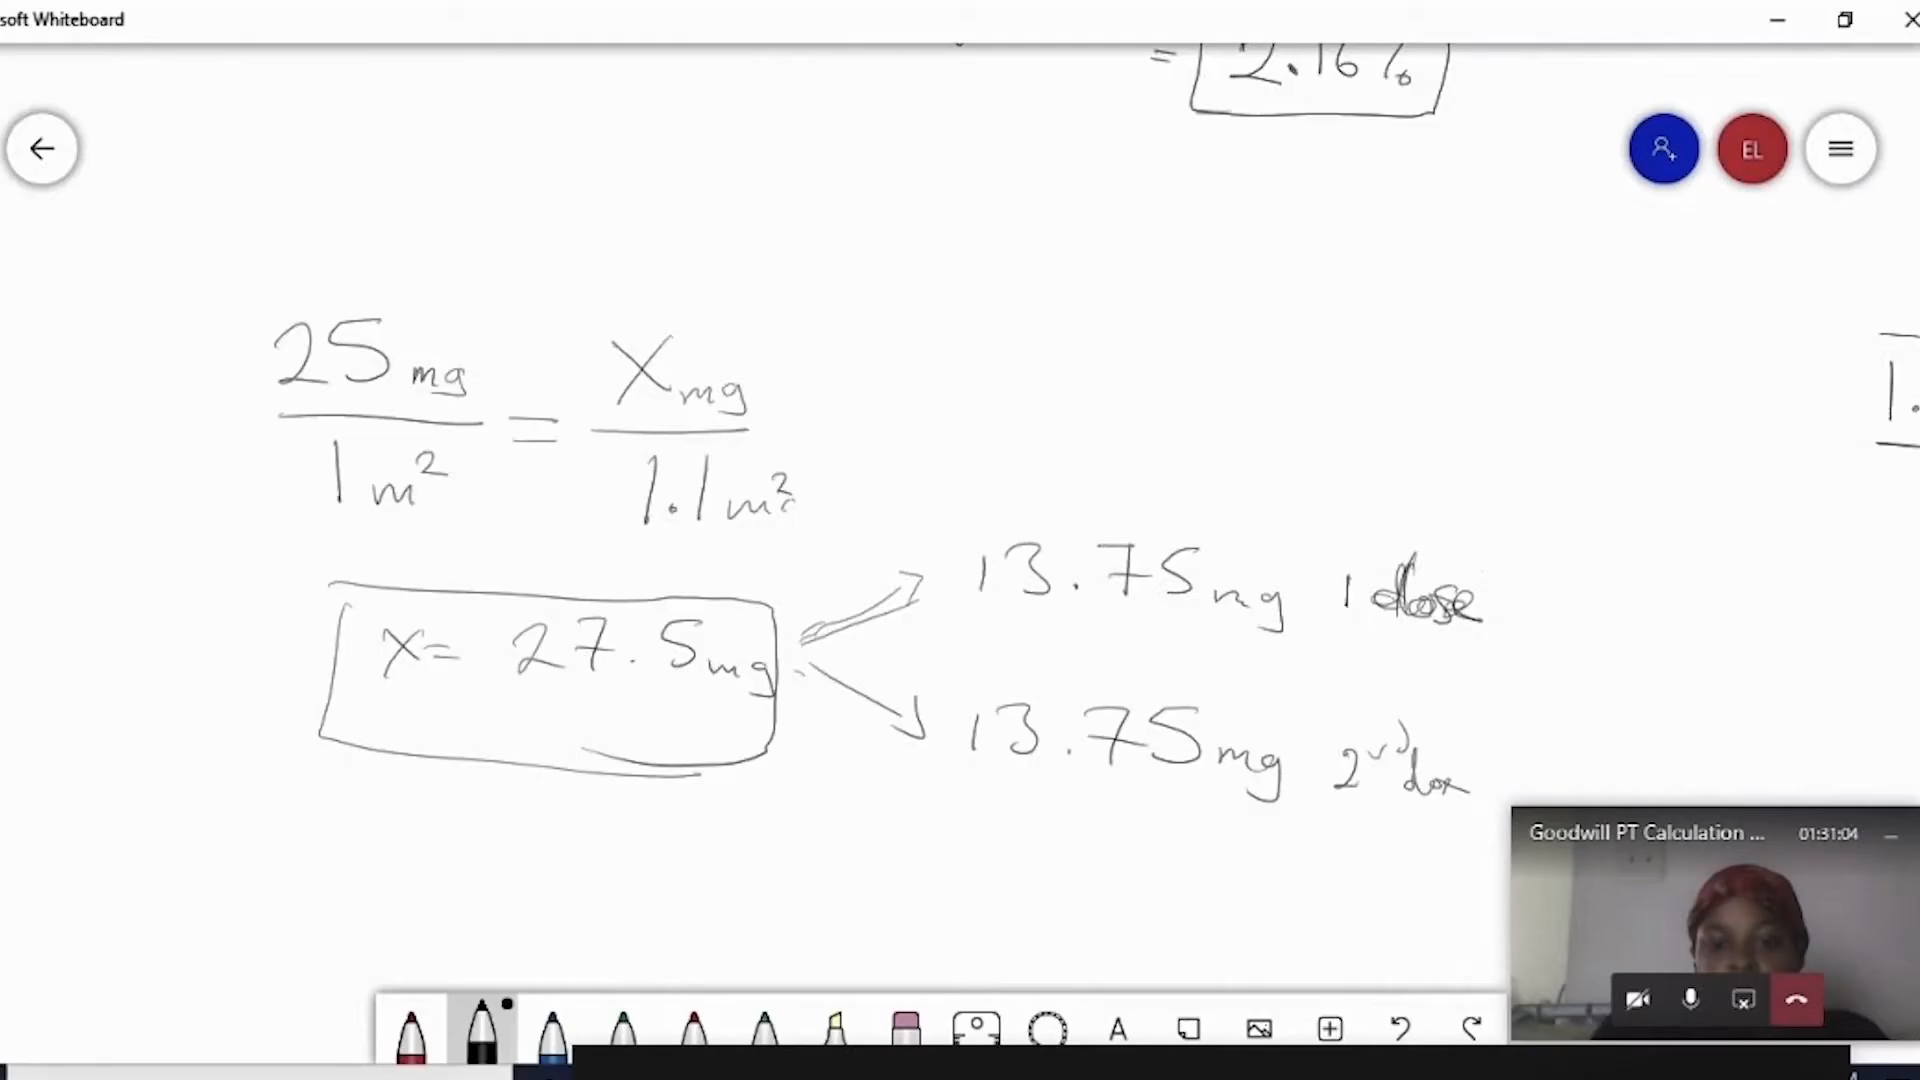 soft Whiteboard
= 2.16%
EL
25 mg / 1 m² = X mg / 1.1 m²
1.
x = 27.5 mg
13.75 mg 1 dose
13.75 mg 2nd dose
Goodwill PT Calculation ... 01:31:04
A